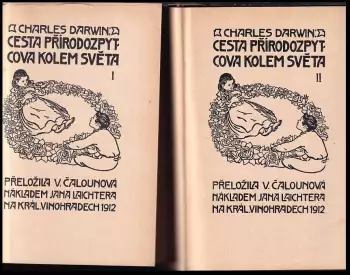 CHARLES DARWIN:
CESTA PŘÍRODOZPYT-
COVA KOLEM SVĚTA
I
PŘELOŽILA V. ČALOUNOVÁ
NÁKLADEM JANA LAICHTERA
NA KRÁL. VINOHRADECH 1912
CHARLES DARWIN:
CESTA PŘÍRODOZPYT-
COVA KOLEM SVĚTA
II
PŘELOŽILA V. ČALOUNOVÁ
NÁKLADEM JANA LAICHTERA
NA KRÁL. VINOHRADECH 1912